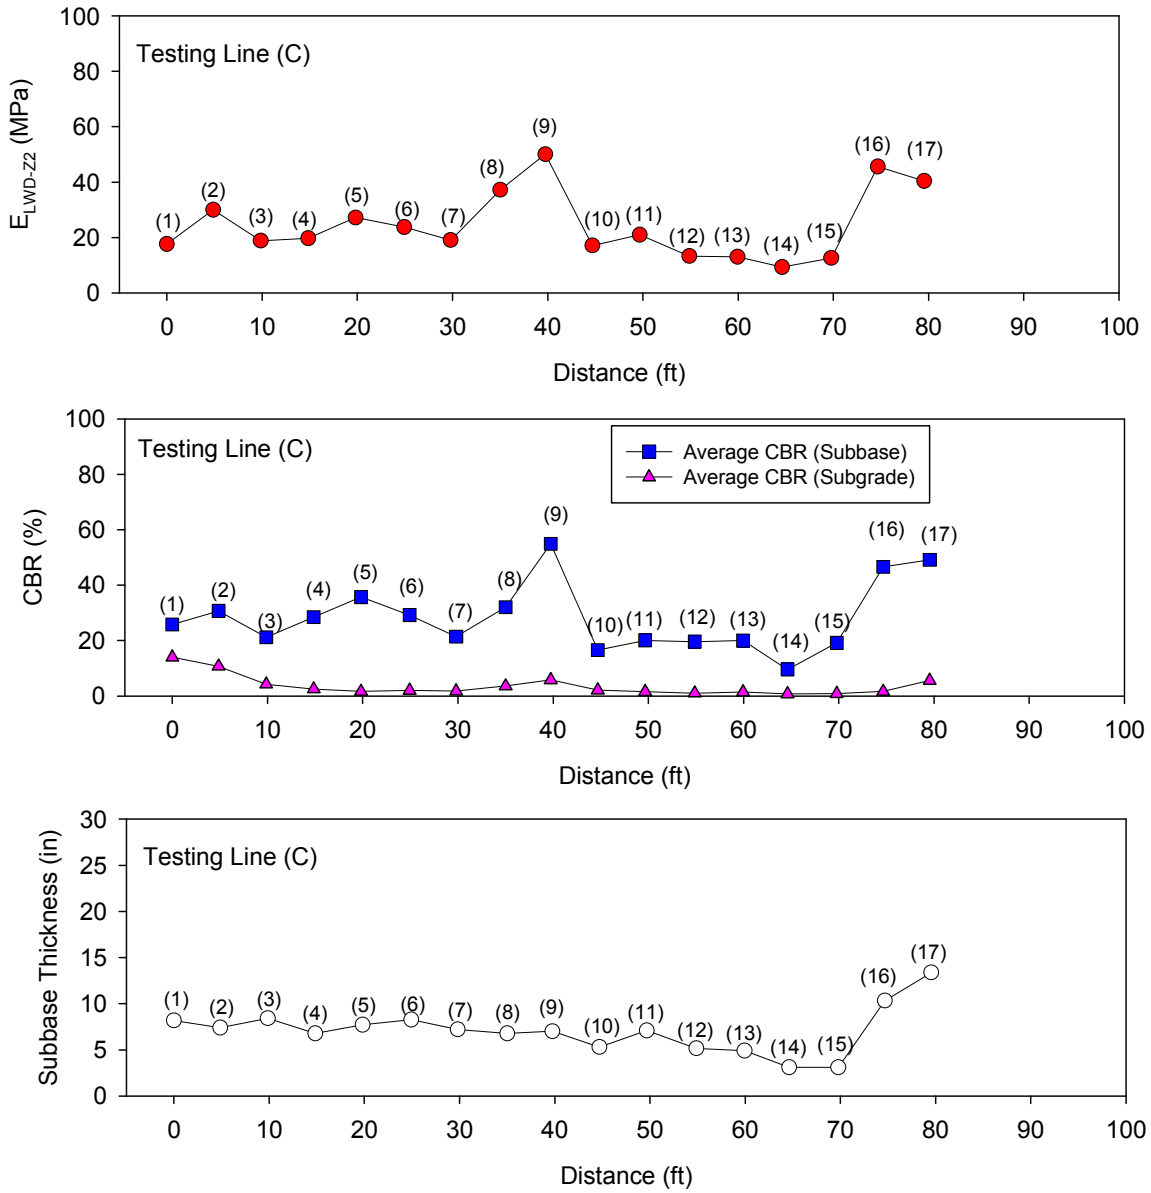 100
Testing Line (C)
80
60
40
20
0
E_LWD-Z2 (MPa)
(1) (2) (3) (4) (5) (6) (7) (8) (9) (10) (11) (12) (13) (14) (15) (16) (17)
0 10 20 30 40 50 60 70 80 90 100
Distance (ft)
100
Testing Line (C)
80
60
40
20
0
CBR (%)
Average CBR (Subbase)
Average CBR (Subgrade)
(1) (2) (3) (4) (5) (6) (7) (8) (9) (10) (11) (12) (13) (14) (15) (16) (17)
0 10 20 30 40 50 60 70 80 90 100
Distance (ft)
30
Testing Line (C)
25
20
15
10
5
0
Subbase Thickness (in)
(1) (2) (3) (4) (5) (6) (7) (8) (9) (10) (11) (12) (13) (14) (15) (16) (17)
0 10 20 30 40 50 60 70 80 90 100
Distance (ft)